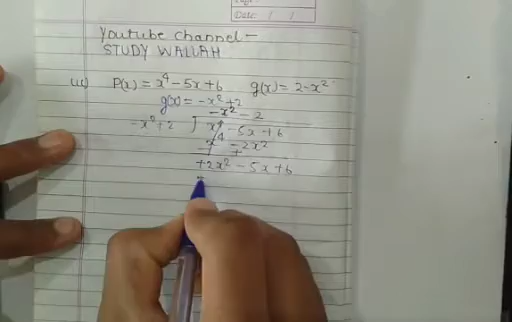 Date: / /
Youtube channel-
STUDY WALLAH
iii) P(x) = x⁴ - 5x + 6 g(x) = 2 - x²
g(x) = -x² + 2
-x² - 2
-x² + 2 ) x⁴ - 5x + 6
x⁴ - 2x²
- +
+2x² - 5x + 6